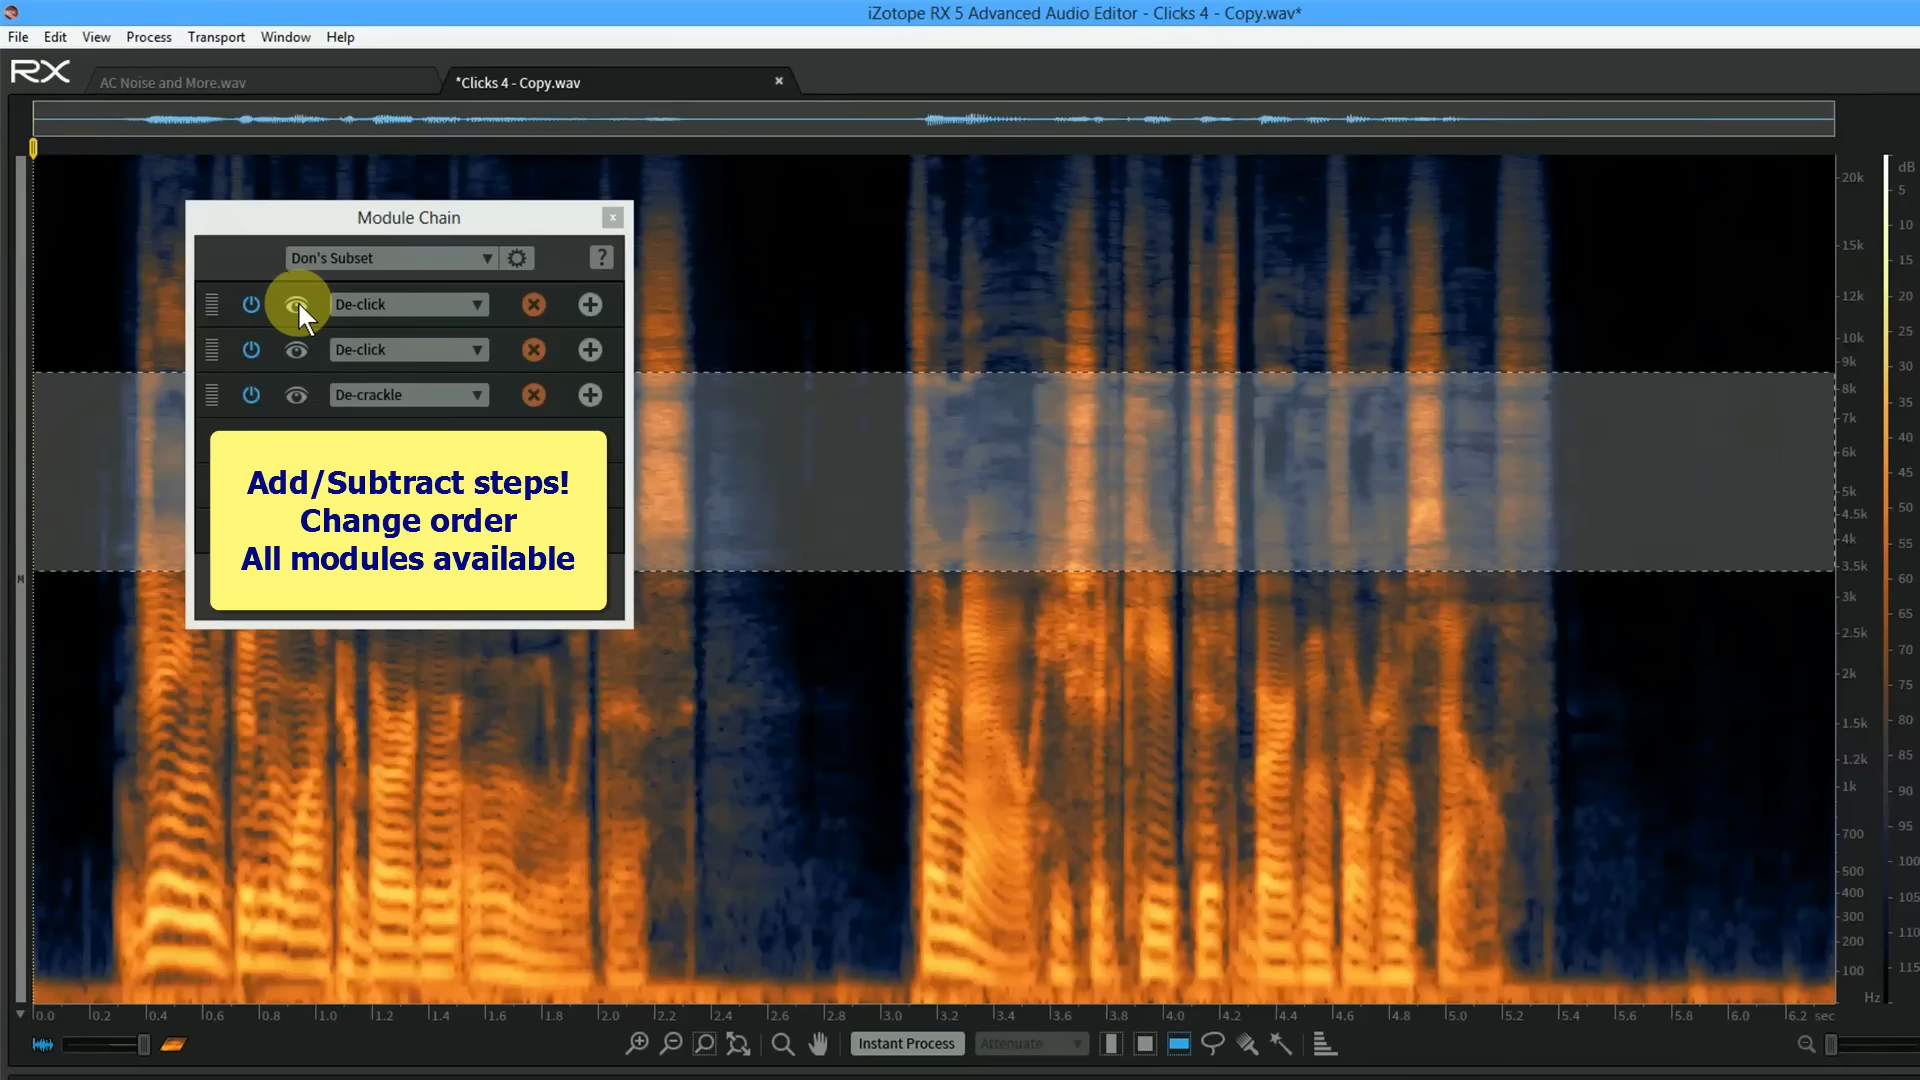 iZotope RX 5 Advanced Audio Editor - Clicks 4 - Copy.wav*
File Edit View Process Transport Window Help
RX
AC Noise and More.wav
*Clicks 4 - Copy.wav
dB
5
10
15
20
25
30
35
40
45
50
55
60
65
70
75
80
85
90
95
100
105
110
115
20k
15k
12k
10k
9k
8k
7k
6k
5k
4.5k
4k
3.5k
3k
2.5k
2k
1.5k
1.2k
1k
700
500
400
300
200
100
Hz
Module Chain
Don's Subset
?
De-click
De-click
De-crackle
Add/Subtract steps!
Change order
All modules available
M
0.0 0.2 0.4 0.6 0.8 1.0 1.2 1.4 1.6 1.8 2.0 2.2 2.4 2.6 2.8 3.0 3.2 3.4 3.6 3.8 4.0 4.2 4.4 4.6 4.8 5.0 5.2 5.4 5.6 5.8 6.0 6.2 sec
Instant Process
Attenuate